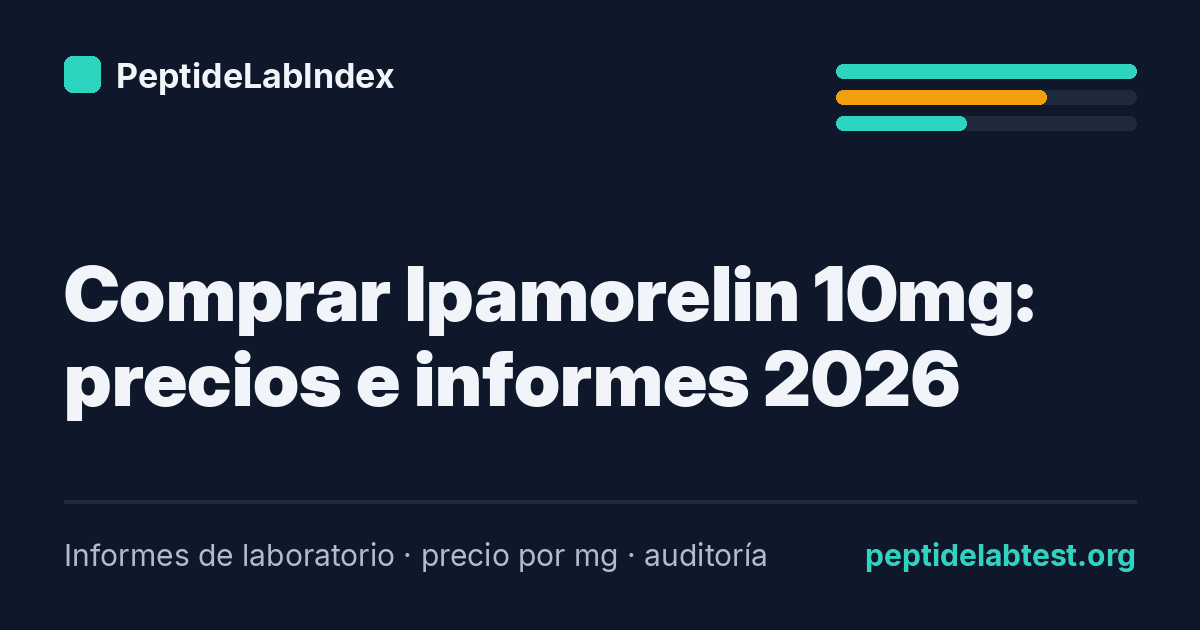 PeptideLabIndex
Comprar Ipamorelin 10mg:
precios e informes 2026
Informes de laboratorio · precio por mg · auditoría
peptidelabtest.org